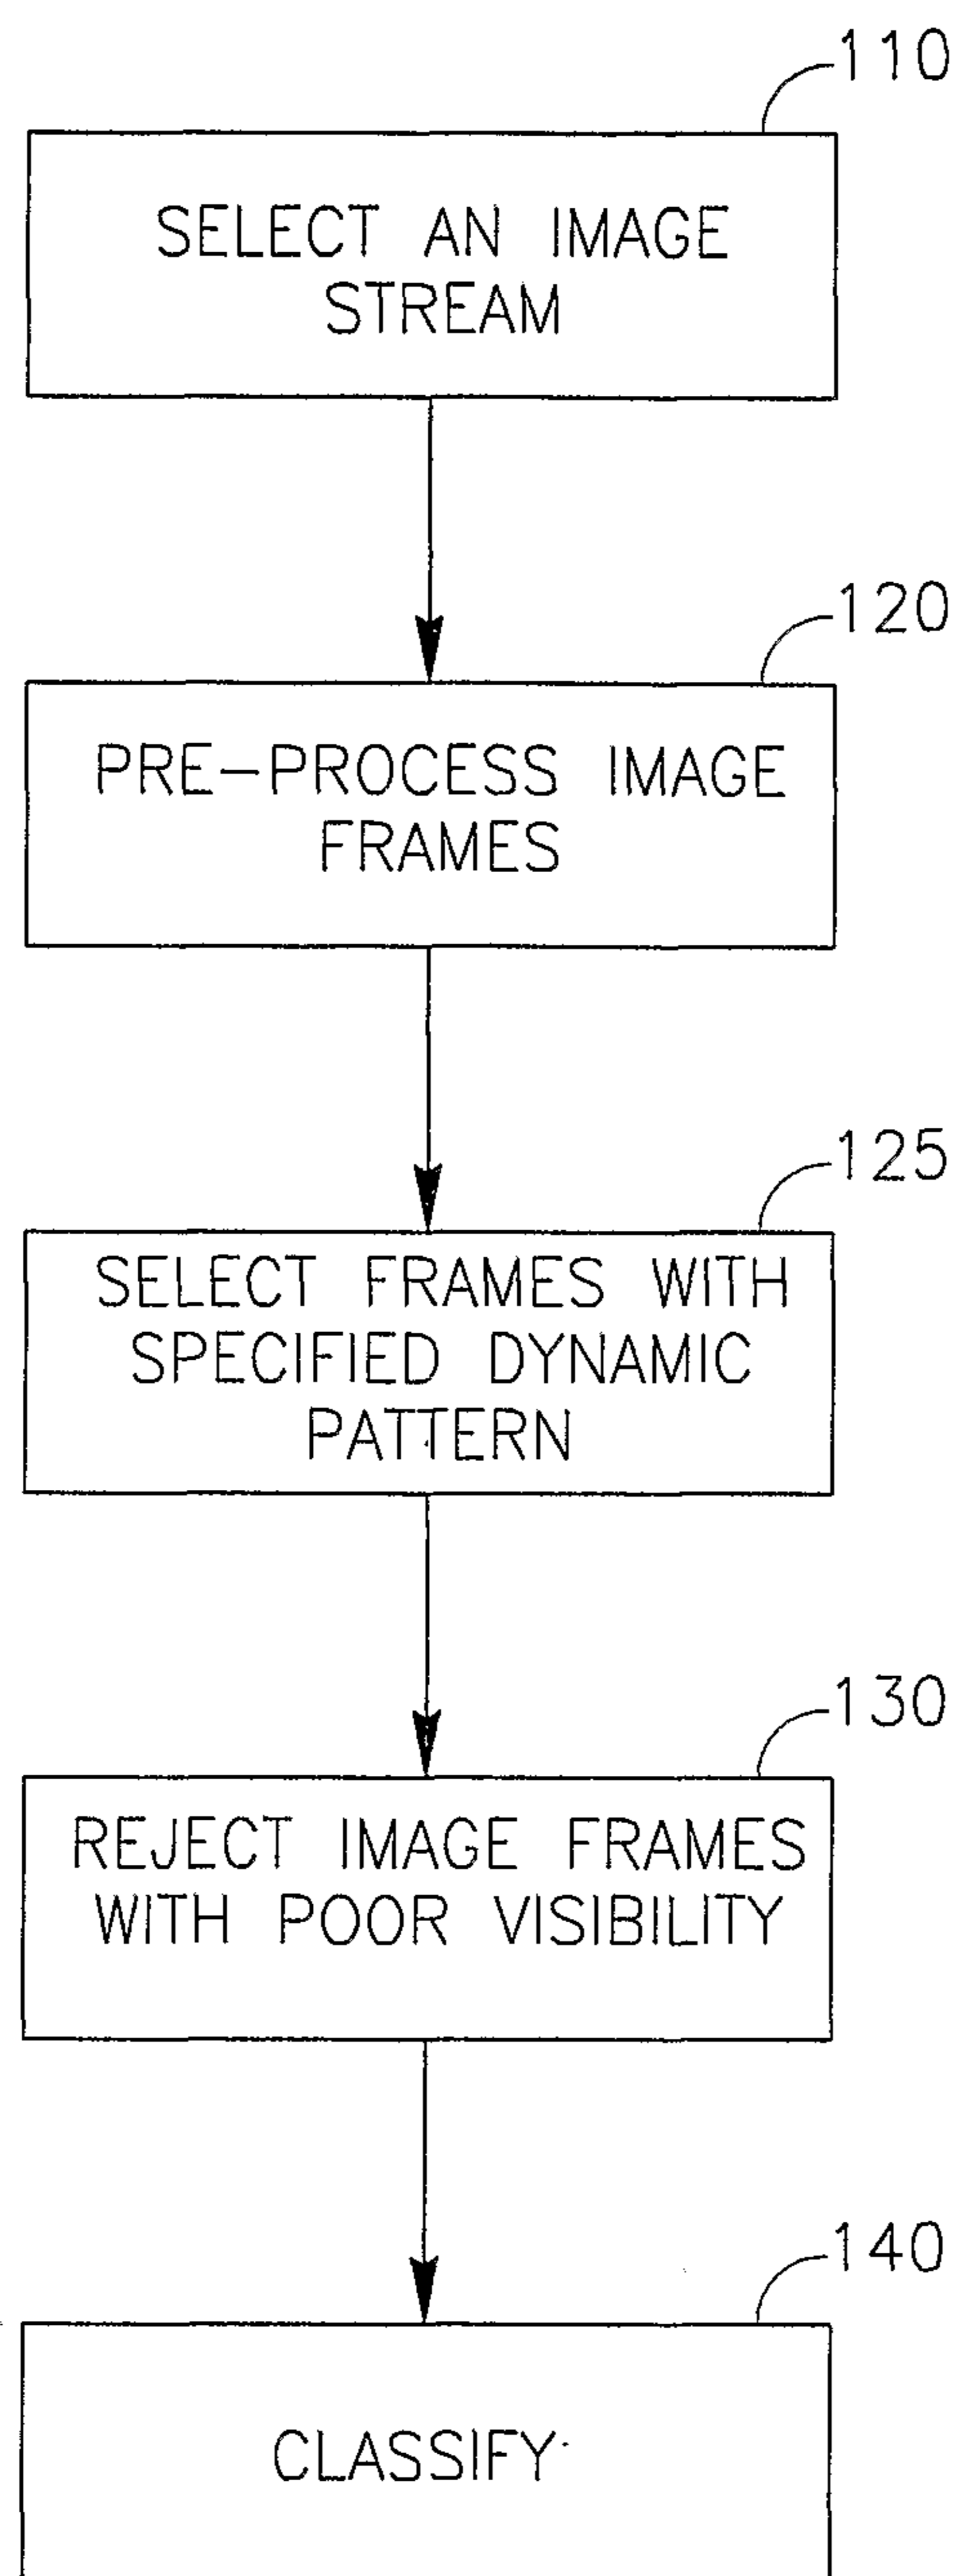 110
SELECT AN IMAGE
STREAM
120
PRE-PROCESS IMAGE
FRAMES
125
SELECT FRAMES WITH
SPECIFIED DYNAMIC
PATTERN
130
REJECT IMAGE FRAMES
WITH POOR VISIBILITY
140
CLASSIFY